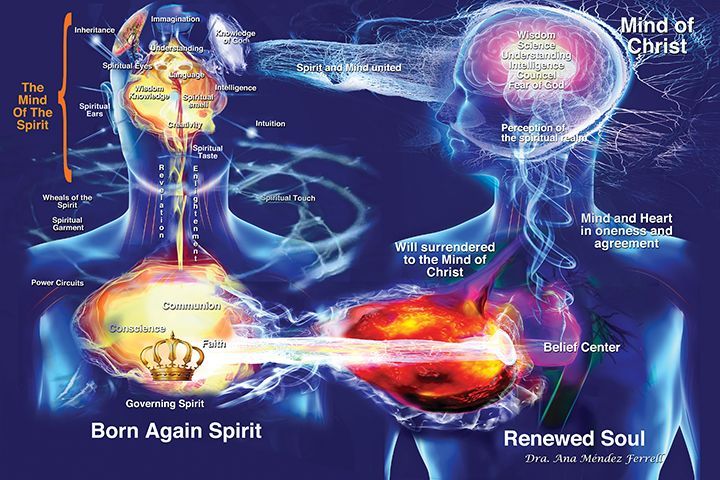 Immagination
Inheritance
Knowledge
of God
Understanding
Spiritual Eyes
Language
The
Mind
Of The
Spirit
Wisdom
Knowledge
Spiritual
smell
Intelligence
Spiritual
Ears
Creativity
Intuition
Spiritual
Taste
Revelation
Enlightenment
Wheals of the
Spirit
Spiritual
Garment
Spiritual Touch
Power Circuits
Communion
Conscience
Faith
Governing Spirit
Born Again Spirit
Spirit and Mind united
Mind of
Christ
Wisdom
Science
Understanding
Intelligence
Councel
Fear of God
Perception of
the spiritual realm
Mind and Heart
in oneness and
agreement
Will surrendered
to the Mind of
Christ
Belief Center
Renewed Soul
Dra. Ana Méndez Ferrell